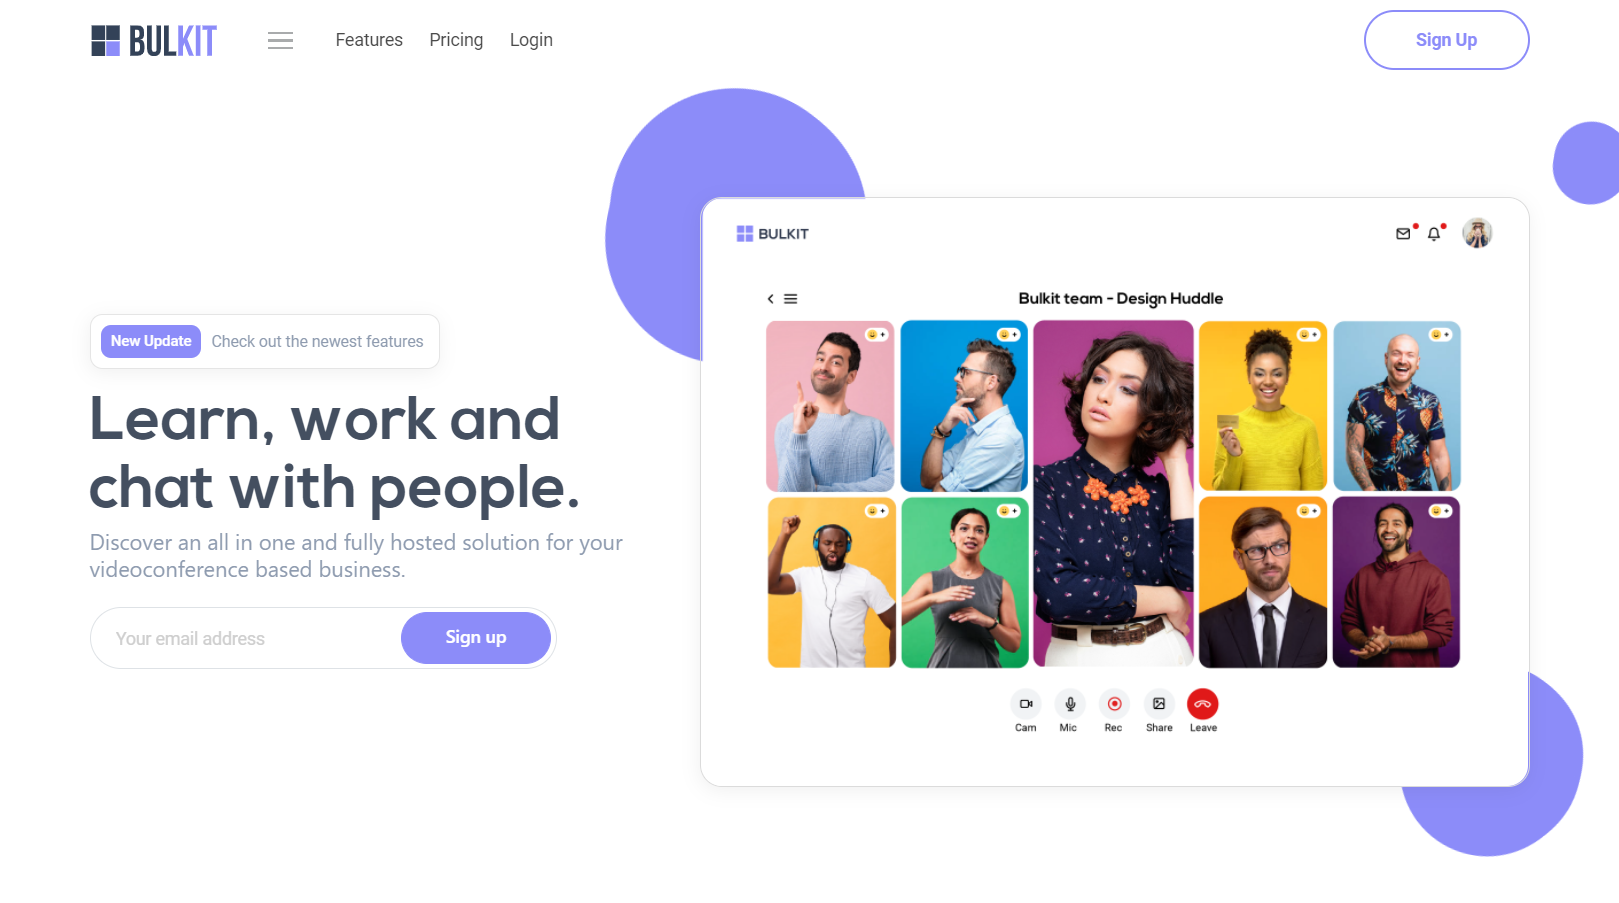 BULKIT
Features Pricing Login
Sign Up
New Update Check out the newest features
Learn, work and
chat with people.
Discover an all in one and fully hosted solution for your
videoconference based business.
Your email address Sign up
BULKIT
Bulkit team - Design Huddle
Cam Mic Rec Share Leave